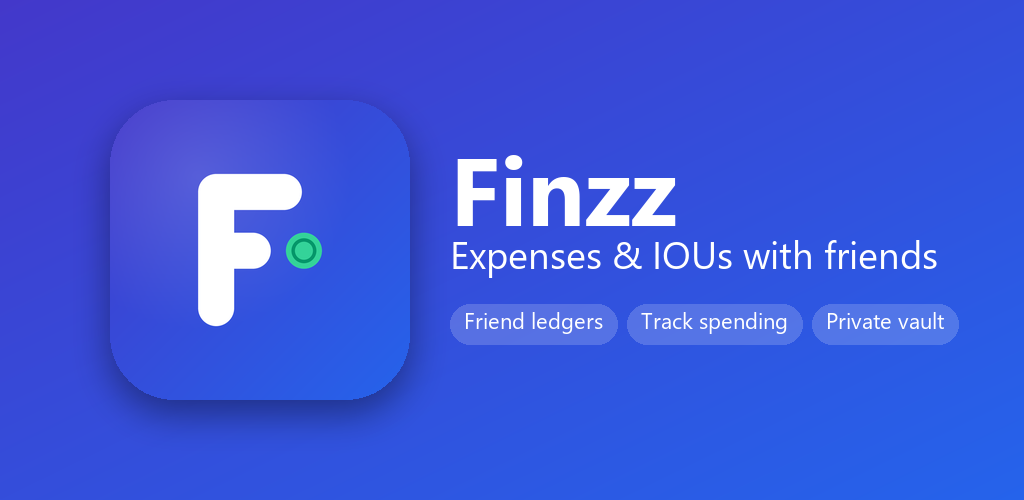 F
Finzz
Expenses & IOUs with friends
Friend ledgers
Track spending
Private vault